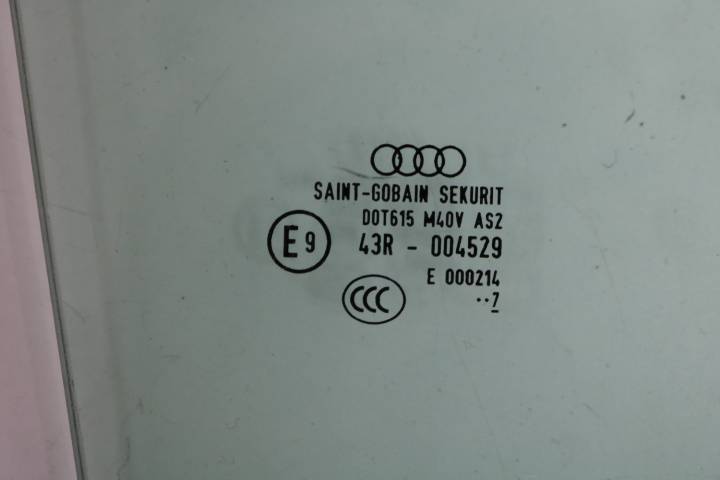 SAINT-GOBAIN SEKURIT
DOT615 M40V AS2
E9 43R - 004529
E 000214
CCC ··7